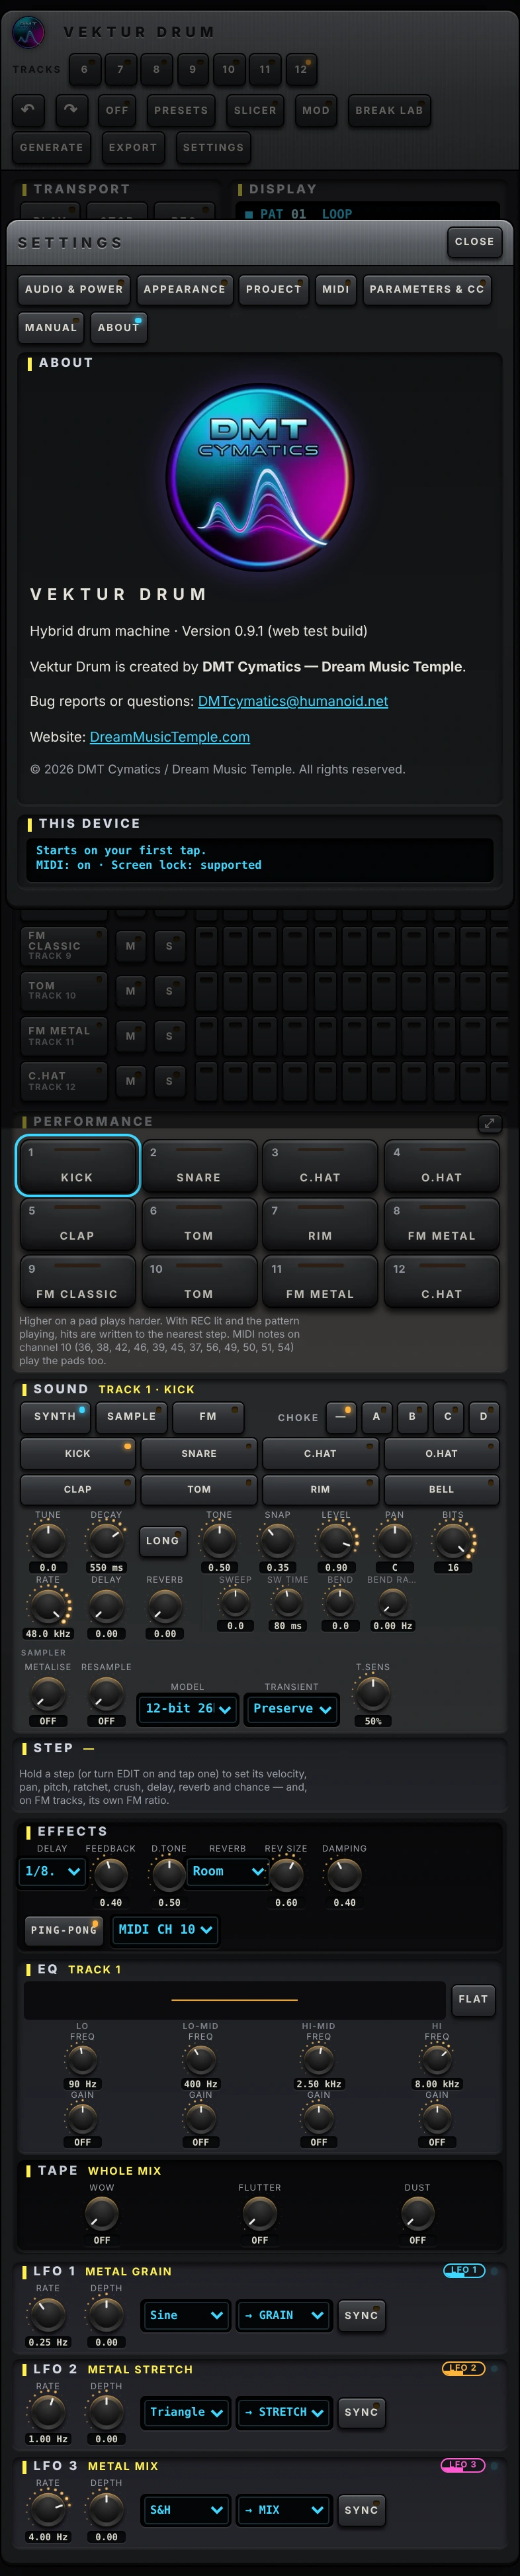 VEKTUR DRUM
TRACKS 6 7 8 9 10 11 12
OFF PRESETS SLICER MOD BREAK LAB
GENERATE EXPORT SETTINGS
TRANSPORT DISPLAY
PAT 01 LOOP
SETTINGS CLOSE
AUDIO & POWER APPEARANCE PROJECT MIDI PARAMETERS & CC
MANUAL ABOUT
ABOUT
DMT
CYMATICS
VEKTUR DRUM
Hybrid drum machine · Version 0.9.1 (web test build)
Vektur Drum is created by DMT Cymatics — Dream Music Temple.
Bug reports or questions: DMTcymatics@humanoid.net
Website: DreamMusicTemple.com
© 2026 DMT Cymatics / Dream Music Temple. All rights reserved.
THIS DEVICE
Starts on your first tap.
MIDI: on · Screen lock: supported
FM CLASSIC
TRACK 9 M S
TOM
TRACK 10 M S
FM METAL
TRACK 11 M S
C.HAT
TRACK 12 M S
PERFORMANCE
1 KICK 2 SNARE 3 C.HAT 4 O.HAT
5 CLAP 6 TOM 7 RIM 8 FM METAL
9 FM CLASSIC 10 TOM 11 FM METAL 12 C.HAT
Higher on a pad plays harder. With REC lit and the pattern
playing, hits are written to the nearest step. MIDI notes on
channel 10 (36, 38, 42, 46, 39, 45, 37, 56, 49, 50, 51, 54)
play the pads too.
SOUND TRACK 1 · KICK
SYNTH SAMPLE FM CHOKE — A B C D
KICK SNARE C.HAT O.HAT
CLAP TOM RIM BELL
TUNE DECAY TONE SNAP LEVEL PAN BITS
LONG
0.0 550 ms 0.50 0.35 0.90 C 16
RATE DELAY REVERB SWEEP SW TIME BEND BEND RA...
48.0 kHz 0.00 0.00 0.0 80 ms 0.0 0.00 Hz
SAMPLER
METALISE RESAMPLE MODEL TRANSIENT T.SENS
12-bit 26 Preserve
OFF OFF 50%
STEP —
Hold a step (or turn EDIT on and tap one) to set its velocity,
pan, pitch, ratchet, crush, delay, reverb and chance — and,
on FM tracks, its own FM ratio.
EFFECTS
DELAY FEEDBACK D.TONE REVERB REV SIZE DAMPING
1/8. Room
0.40 0.50 0.60 0.40
PING-PONG MIDI CH 10
EQ TRACK 1
FLAT
LO LO-MID HI-MID HI
FREQ FREQ FREQ FREQ
90 Hz 400 Hz 2.50 kHz 8.00 kHz
GAIN GAIN GAIN GAIN
OFF OFF OFF OFF
TAPE WHOLE MIX
WOW FLUTTER DUST
OFF OFF OFF
LFO 1 METAL GRAIN LFO 1
RATE DEPTH
Sine → GRAIN SYNC
0.25 Hz 0.00
LFO 2 METAL STRETCH LFO 2
RATE DEPTH
Triangle → STRETCH SYNC
1.00 Hz 0.00
LFO 3 METAL MIX LFO 3
RATE DEPTH
S&H → MIX SYNC
4.00 Hz 0.00